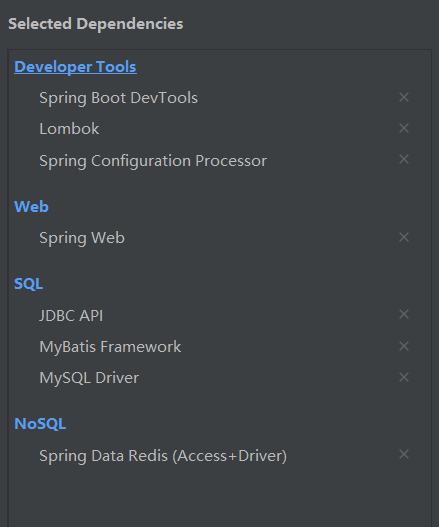 Selected Dependencies
Developer Tools
Spring Boot DevTools
Lombok
Spring Configuration Processor
Web
Spring Web
SQL
JDBC API
MyBatis Framework
MySQL Driver
NoSQL
Spring Data Redis (Access+Driver)